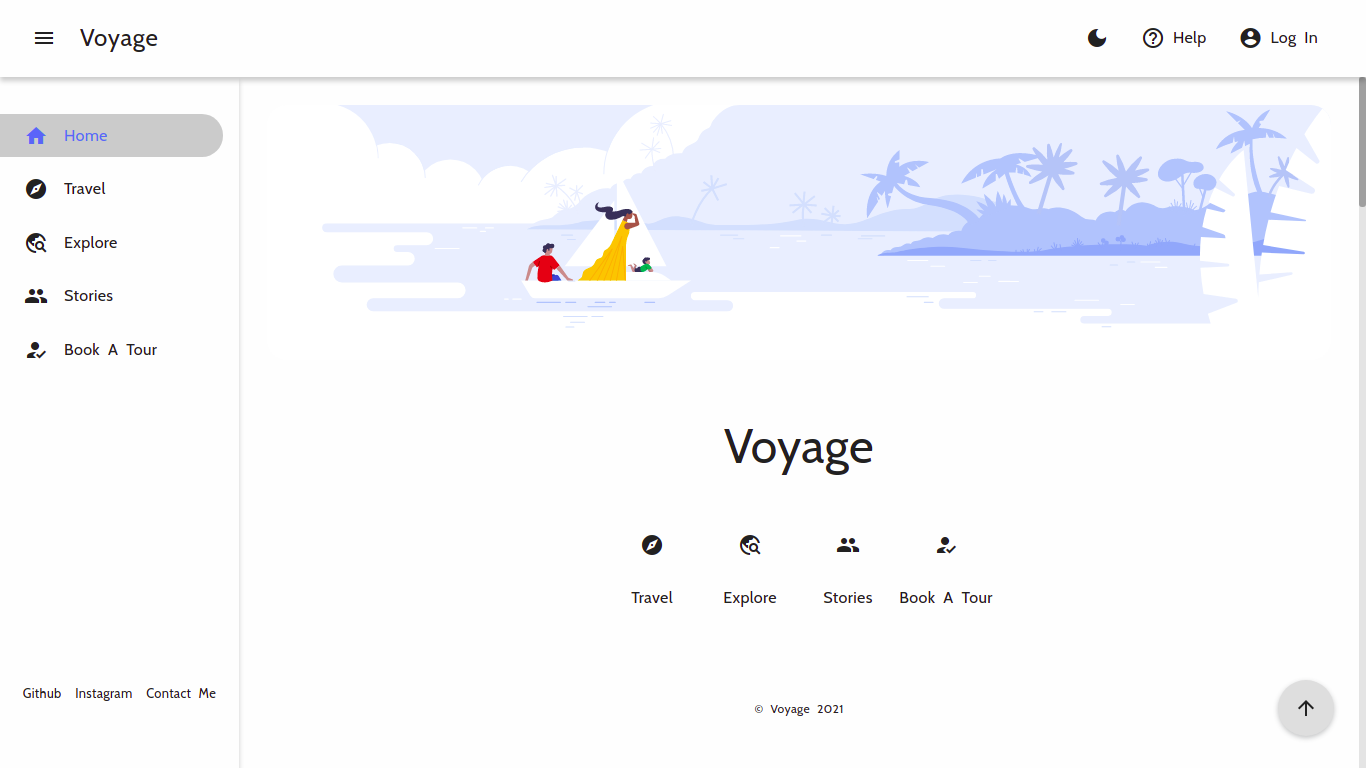 Voyage
Help
Log In
Home
Travel
Explore
Stories
Book A Tour
Github Instagram Contact Me
Voyage
Travel Explore Stories Book A Tour
© Voyage 2021